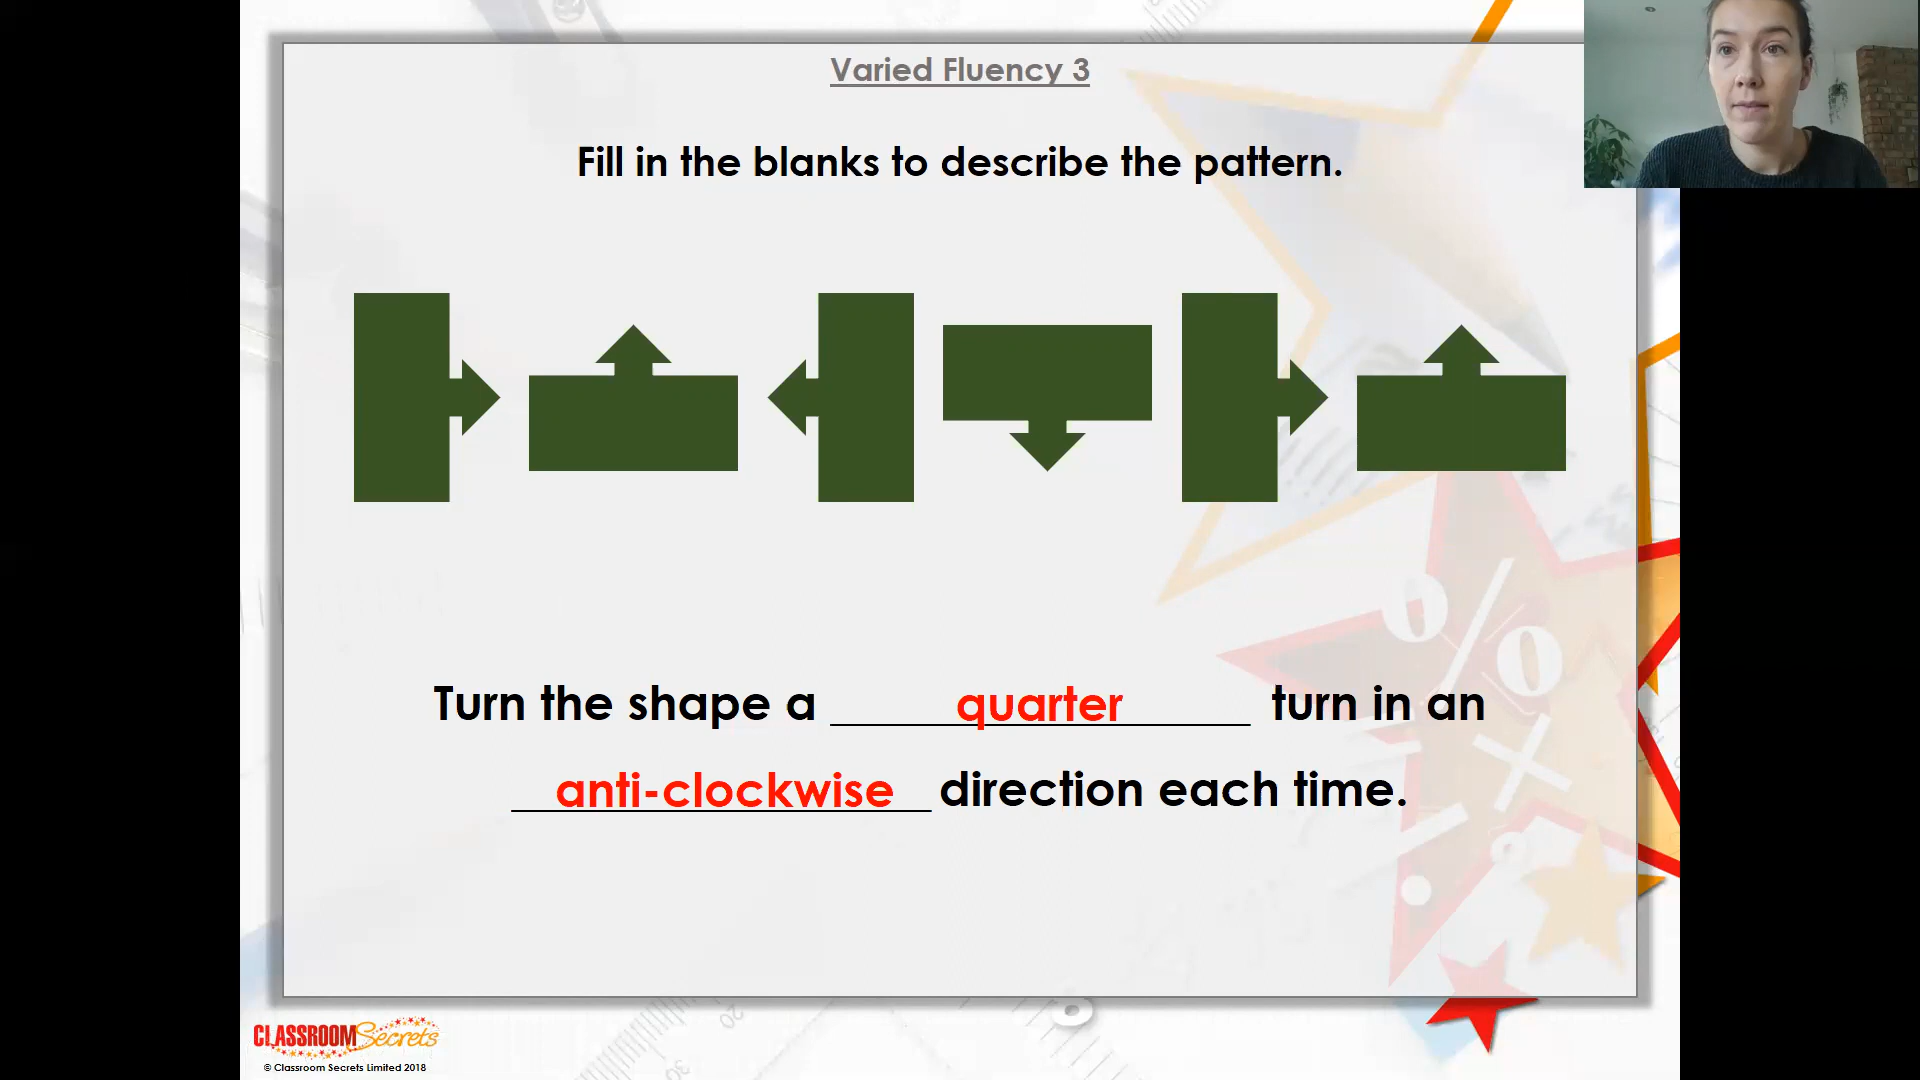 Varied Fluency 3
Fill in the blanks to describe the pattern.
Turn the shape a quarter turn in an
anti-clockwise direction each time.
CLASSROOM Secrets
© Classroom Secrets Limited 2018